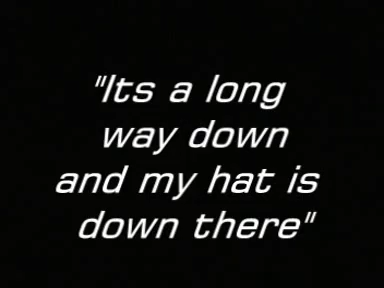 "Its a long
way down
and my hat is
down there"